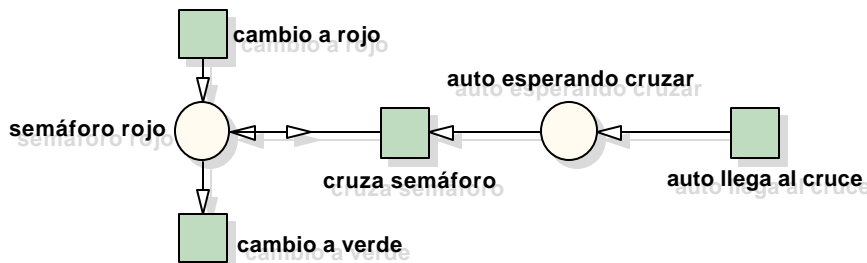 cambio a rojo
auto esperando cruzar
semáforo rojo
cruza semáforo
auto llega al cruce
cambio a verde